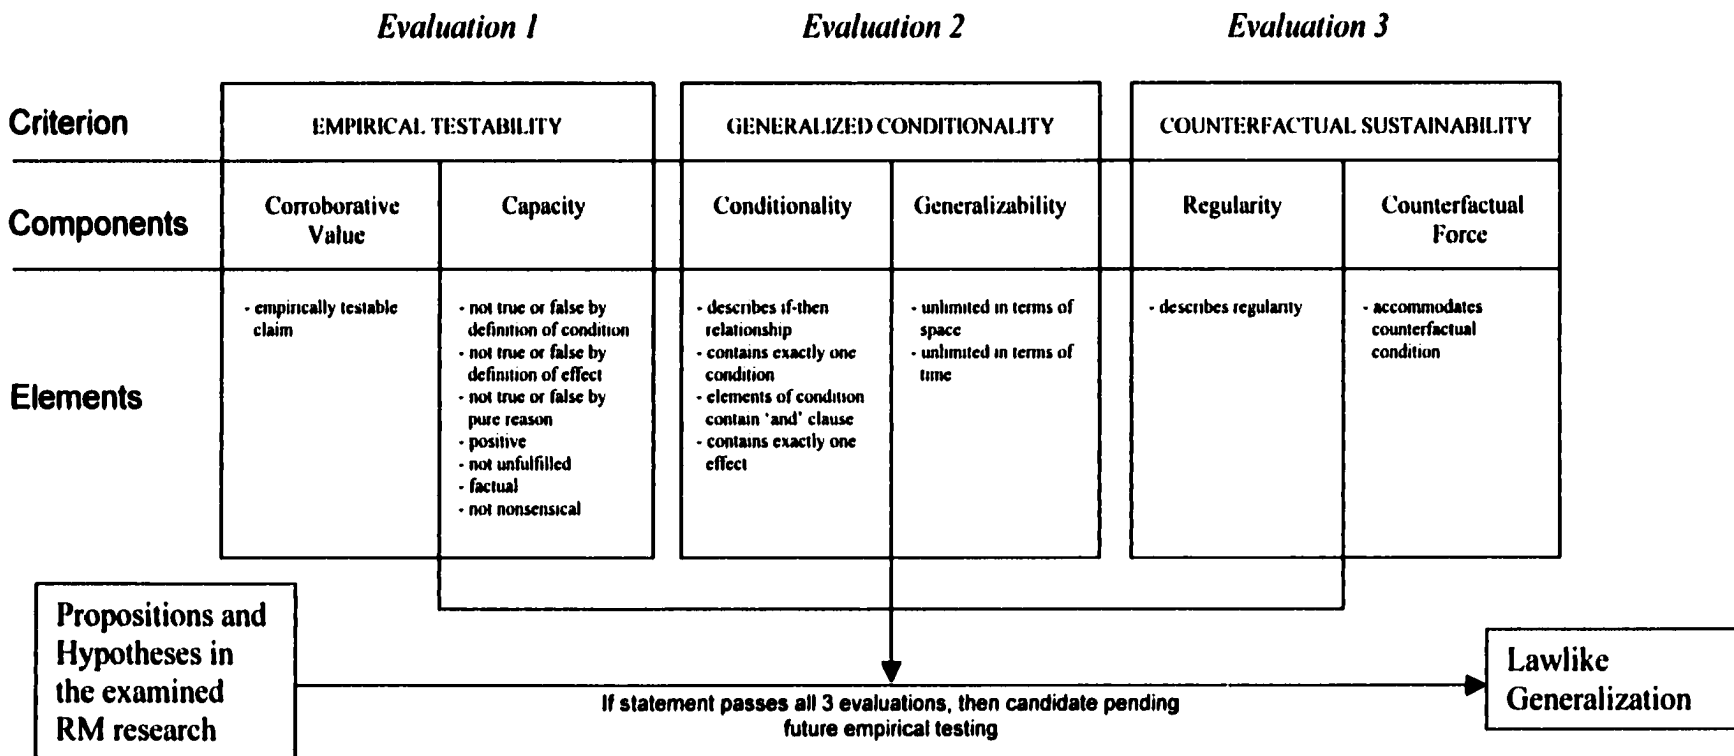 Evaluation 1
Evaluation 2
Evaluation 3
Criterion
EMPIRICAL TESTABILITY
GENERALIZED CONDITIONALITY
COUNTERFACTUAL SUSTAINABILITY
Components
Corroborative
Value
Capacity
Conditionality
Generalizability
Regularity
Counterfactual
Force
Elements
- empirically testable
claim
- not true or false by
definition of condition
- not true or false by
definition of effect
- not true or false by
pure reason
- positive
- not unfulfilled
- factual
- not nonsensical
- describes if-then
relationship
- contains exactly one
condition
- elements of condition
contain 'and' clause
- contains exactly one
effect
- unlimited in terms of
space
- unlimited in terms of
time
- describes regularity
- accommodates
counterfactual
condition
Propositions and
Hypotheses in
the examined
RM research
If statement passes all 3 evaluations, then candidate pending
future empirical testing
Lawlike
Generalization